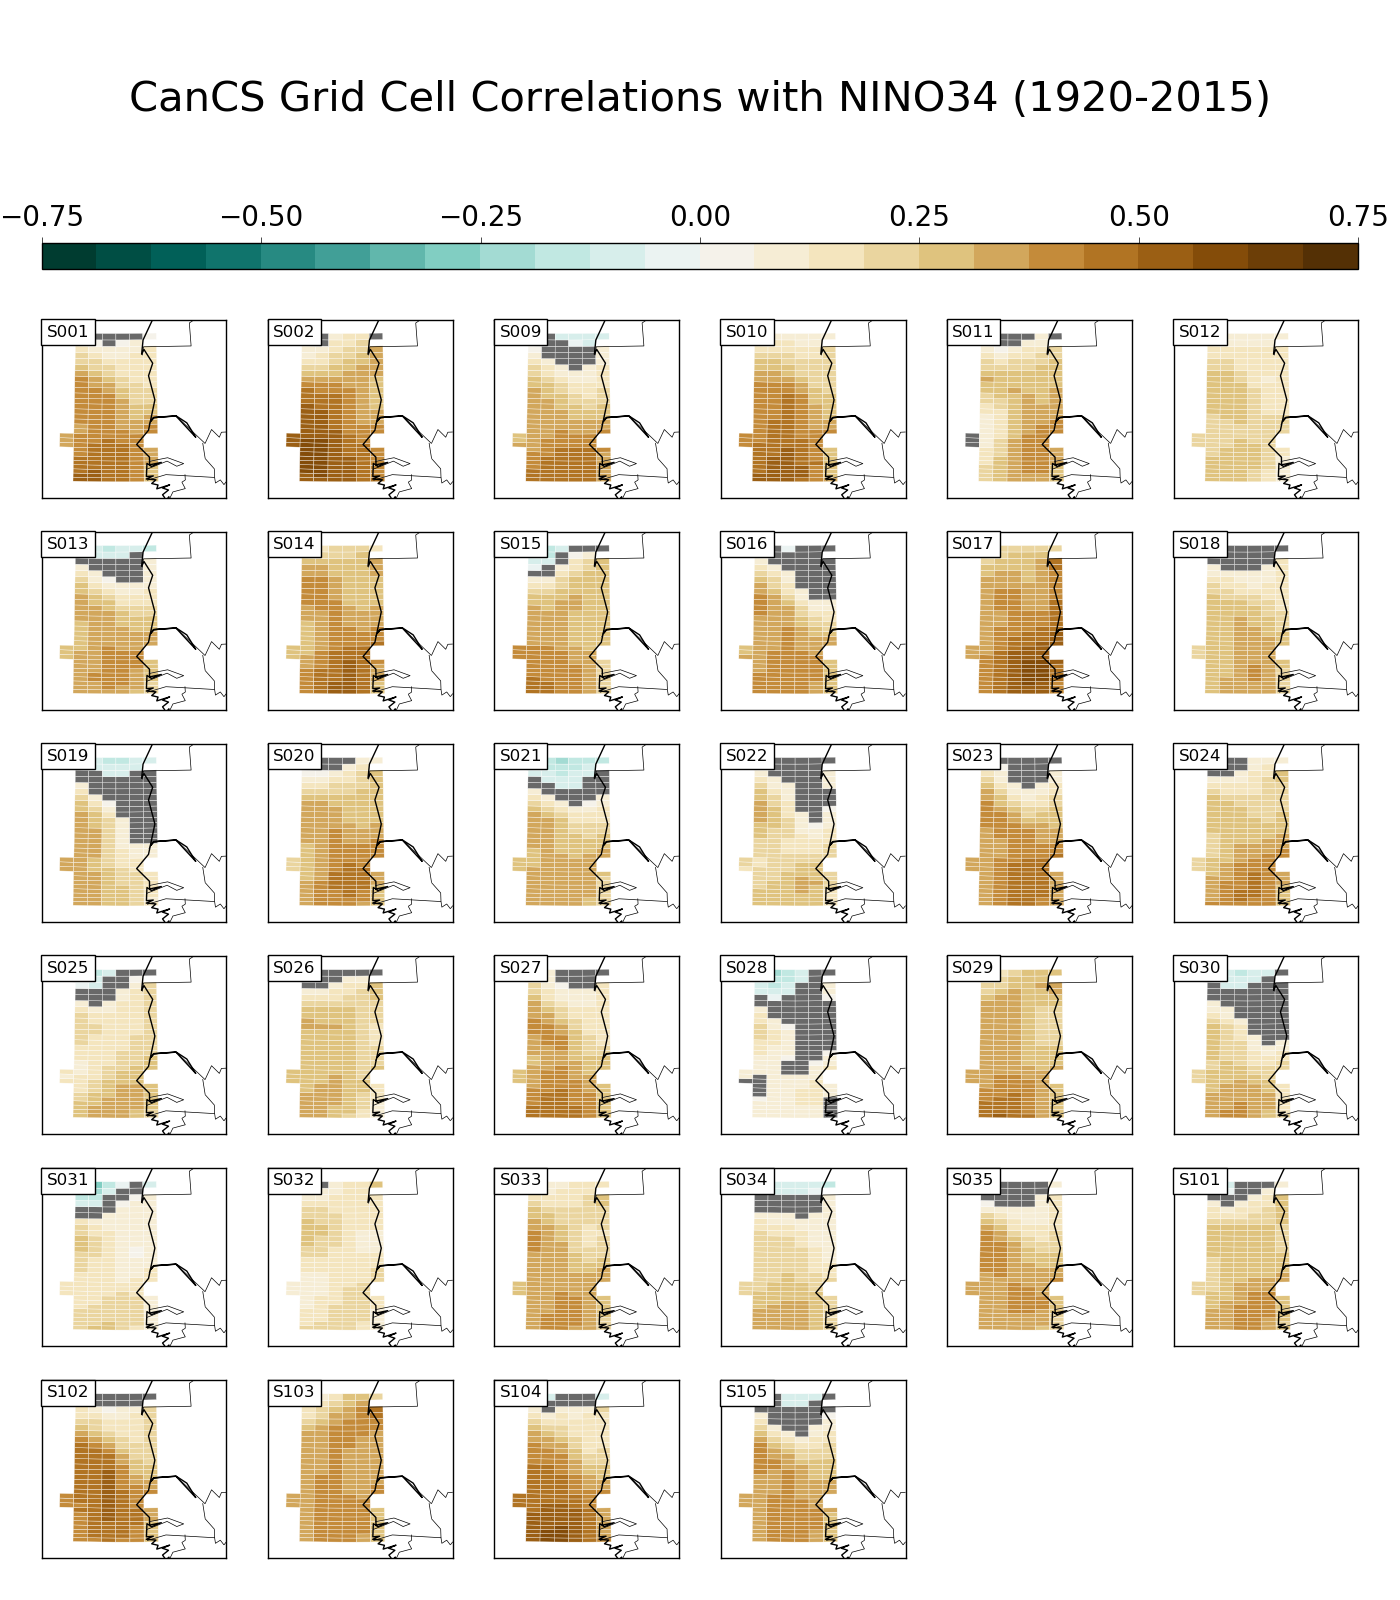 CanCS Grid Cell Correlations with NINO34 (1920-2015)
−0.75 −0.50 −0.25 0.00 0.25 0.50 0.75
S001 S002 S009 S010 S011 S012
S013 S014 S015 S016 S017 S018
S019 S020 S021 S022 S023 S024
S025 S026 S027 S028 S029 S030
S031 S032 S033 S034 S035 S101
S102 S103 S104 S105